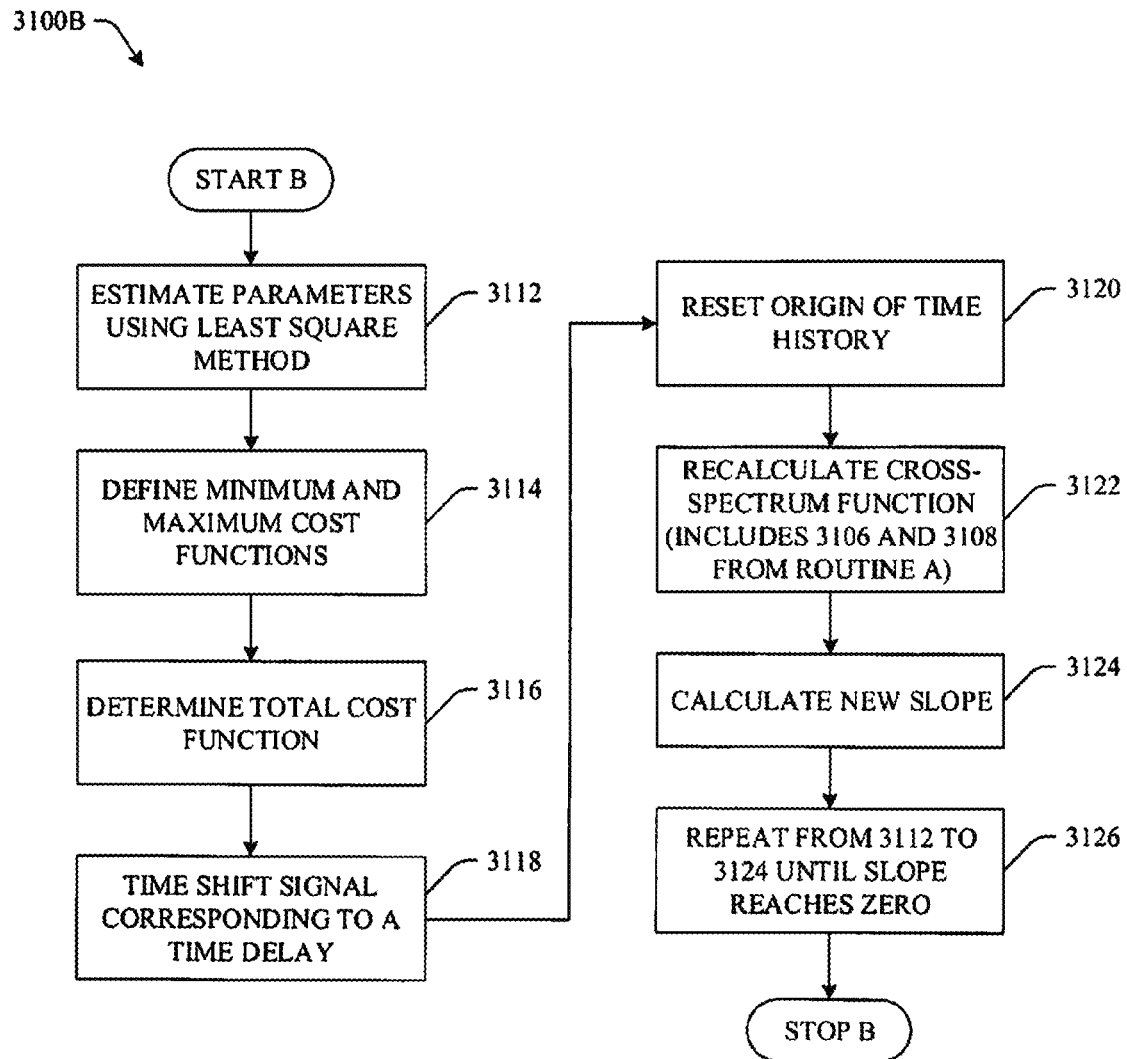 3100B
START B
ESTIMATE PARAMETERS
USING LEAST SQUARE
METHOD
3112
DEFINE MINIMUM AND
MAXIMUM COST
FUNCTIONS
3114
DETERMINE TOTAL COST
FUNCTION
3116
TIME SHIFT SIGNAL
CORRESPONDING TO A
TIME DELAY
3118
RESET ORIGIN OF TIME
HISTORY
3120
RECALCULATE CROSS-
SPECTRUM FUNCTION
(INCLUDES 3106 AND 3108
FROM ROUTINE A)
3122
CALCULATE NEW SLOPE
3124
REPEAT FROM 3112 TO
3124 UNTIL SLOPE
REACHES ZERO
3126
STOP B